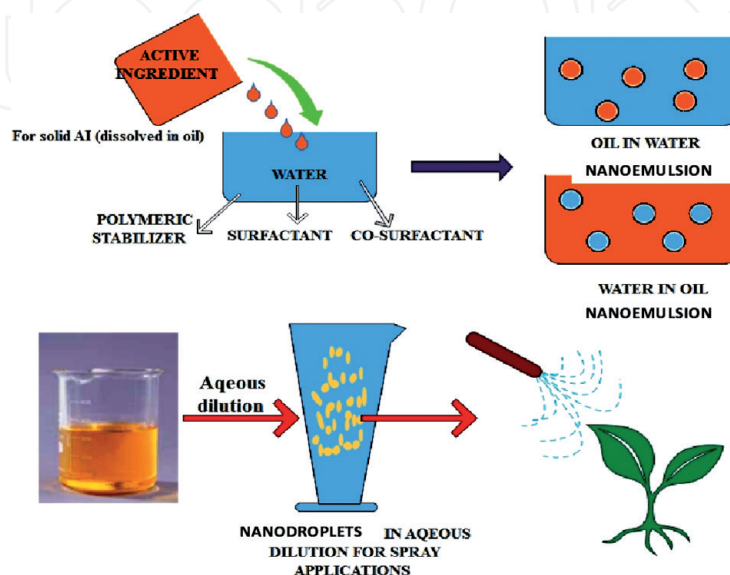 ACTIVE
INGREDIENT
For solid AI (dissolved in oil)
WATER
POLYMERIC
STABILIZER
SURFACTANT
CO-SURFACTANT
OIL IN WATER
NANOEMULSION
WATER IN OIL
NANOEMULSION
Aqeous
dilution
NANODROPLETS IN AQEOUS
DILUTION FOR SPRAY
APPLICATIONS